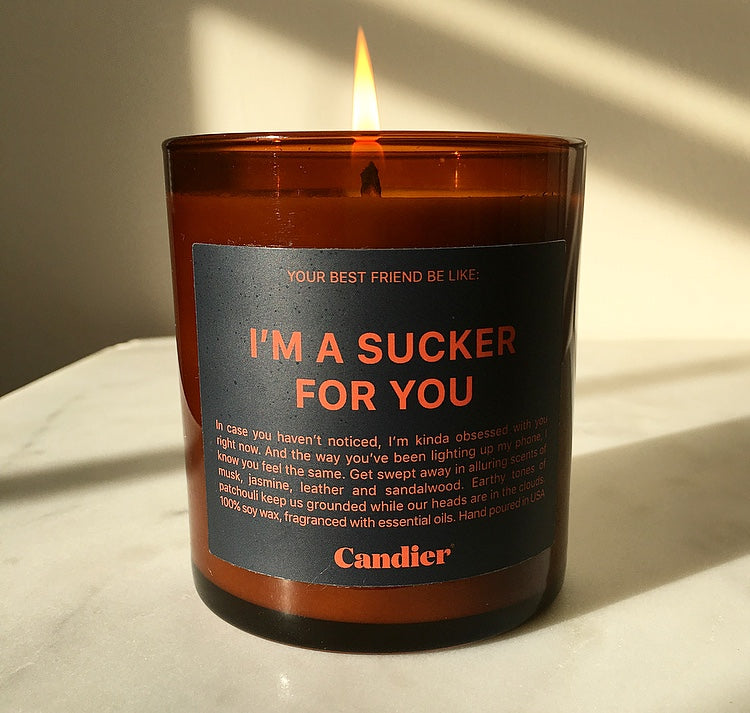 YOUR BEST FRIEND BE LIKE:
I'M A SUCKER
FOR YOU
In case you haven't noticed, I'm kinda obsessed with you
right now. And the way you've been lighting up my phone, I
know you feel the same. Get swept away in alluring scents of
musk, jasmine, leather and sandalwood. Earthy tones of
patchouli keep us grounded while our heads are in the clouds.
100% soy wax, fragranced with essential oils. Hand poured in USA
Candier